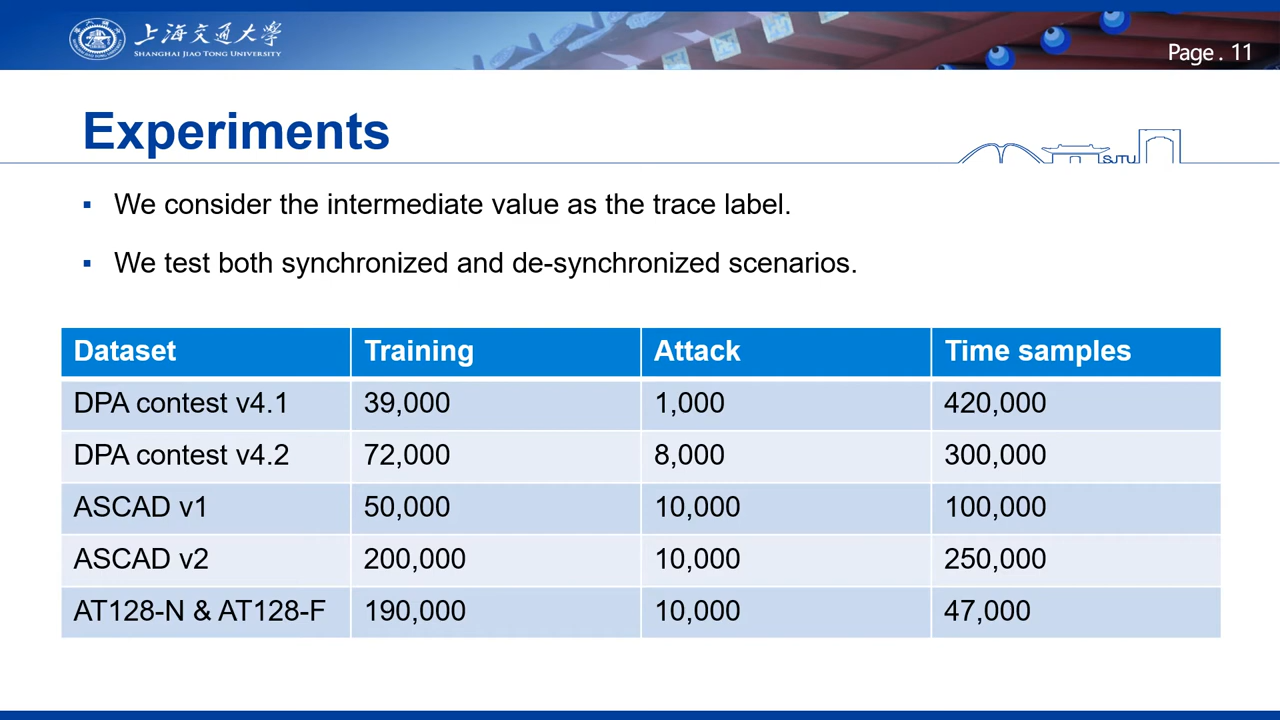 上海交通大学
SHANGHAI JIAO TONG UNIVERSITY
Page . 11
Experiments
SJTU
▪ We consider the intermediate value as the trace label.
▪ We test both synchronized and de-synchronized scenarios.
Dataset Training Attack Time samples
DPA contest v4.1 39,000 1,000 420,000
DPA contest v4.2 72,000 8,000 300,000
ASCAD v1 50,000 10,000 100,000
ASCAD v2 200,000 10,000 250,000
AT128-N & AT128-F 190,000 10,000 47,000